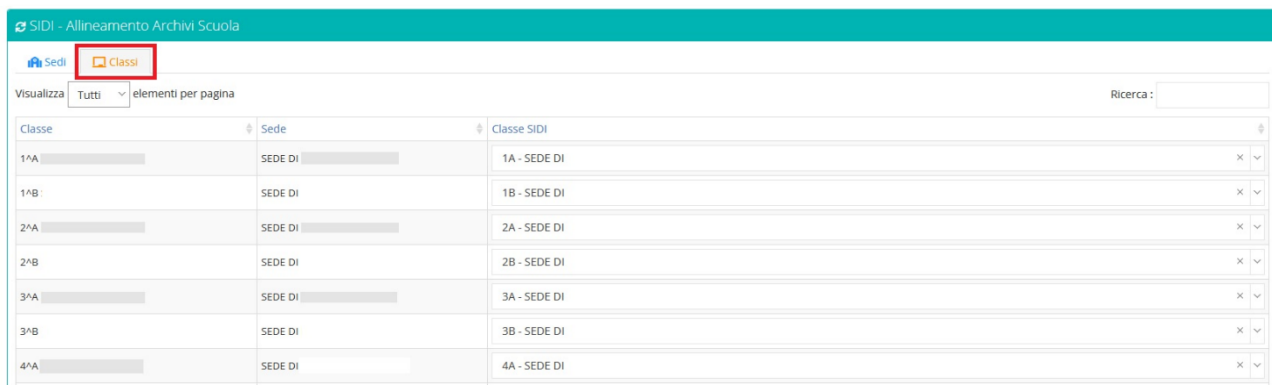 SIDI - Allineamento Archivi Scuola
Sedi Classi
Visualizza Tutti elementi per pagina Ricerca :
Classe Sede Classe SIDI
1^A SEDE DI 1A - SEDE DI
1^B SEDE DI 1B - SEDE DI
2^A SEDE DI 2A - SEDE DI
2^B SEDE DI 2B - SEDE DI
3^A SEDE DI 3A - SEDE DI
3^B SEDE DI 3B - SEDE DI
4^A SEDE DI 4A - SEDE DI